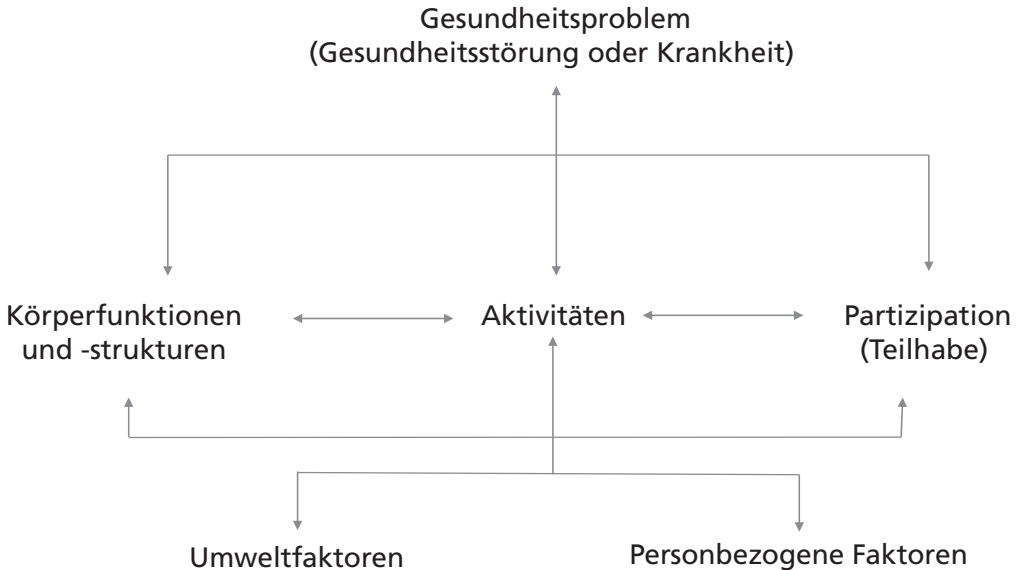 Gesundheitsproblem
(Gesundheitsstörung oder Krankheit)
Körperfunktionen
und -strukturen
Aktivitäten
Partizipation
(Teilhabe)
Umweltfaktoren
Personbezogene Faktoren